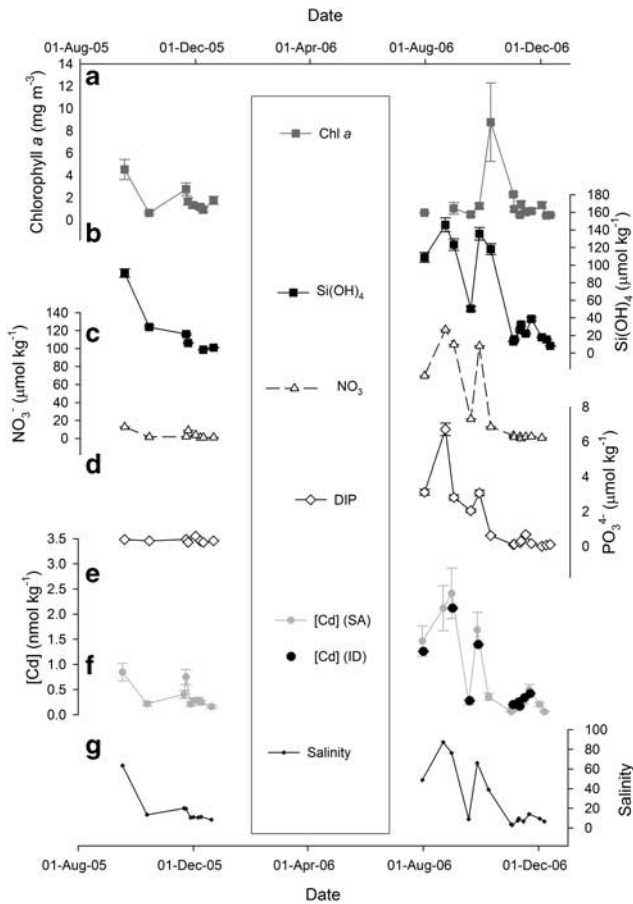 Date
01-Aug-05 01-Dec-05 01-Apr-06 01-Aug-06 01-Dec-06
a
14
12
10
8
6
4
2
0
Chlorophyll a (mg m-3)
Chl a
b
180
160
140
120
100
80
60
40
20
0
Si(OH)4 (µmol kg-1)
Si(OH)4
c
140
120
100
80
60
40
20
0
NO3- (µmol kg-1)
NO3
d
8
6
4
2
0
PO3 4- (µmol kg-1)
DIP
e
3.5
3.0
2.5
2.0
1.5
1.0
0.5
0.0
[Cd] (nmol kg-1)
[Cd] (SA)
[Cd] (ID)
f
g
100
80
60
40
20
0
Salinity
Salinity
01-Aug-05 01-Dec-05 01-Apr-06 01-Aug-06 01-Dec-06
Date